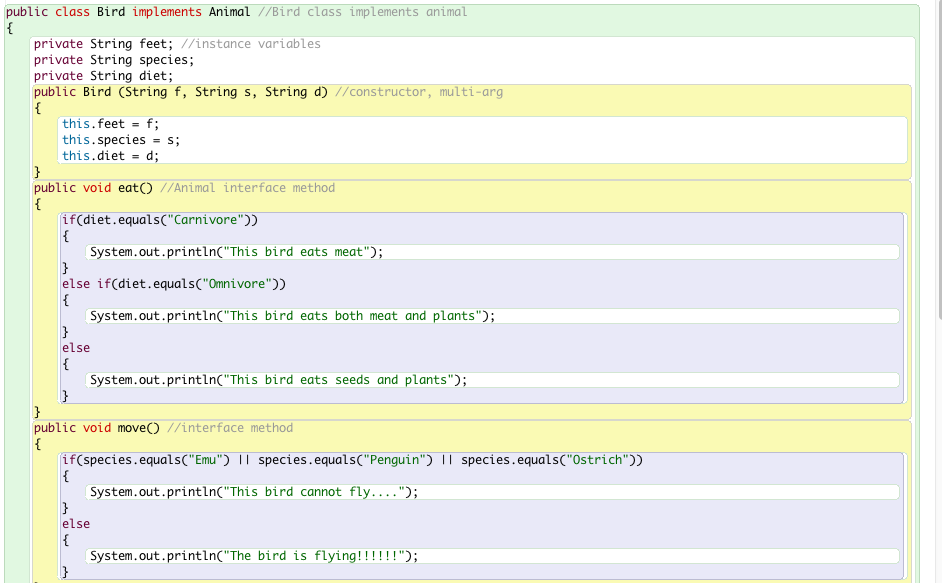 public class Bird implements Animal //Bird class implements animal
{
private String feet; //instance variables
private String species;
private String diet;
public Bird (String f, String s, String d) //constructor, multi-arg
{
this.feet = f;
this.species = s;
this.diet = d;
}
public void eat() //Animal interface method
{
if(diet.equals("Carnivore"))
{
System.out.println("This bird eats meat");
}
else if(diet.equals("Omnivore"))
{
System.out.println("This bird eats both meat and plants");
}
else
{
System.out.println("This bird eats seeds and plants");
}
}
public void move() //interface method
{
if(species.equals("Emu") || species.equals("Penguin") || species.equals("Ostrich"))
{
System.out.println("This bird cannot fly....");
}
else
{
System.out.println("The bird is flying!!!!!!");
}